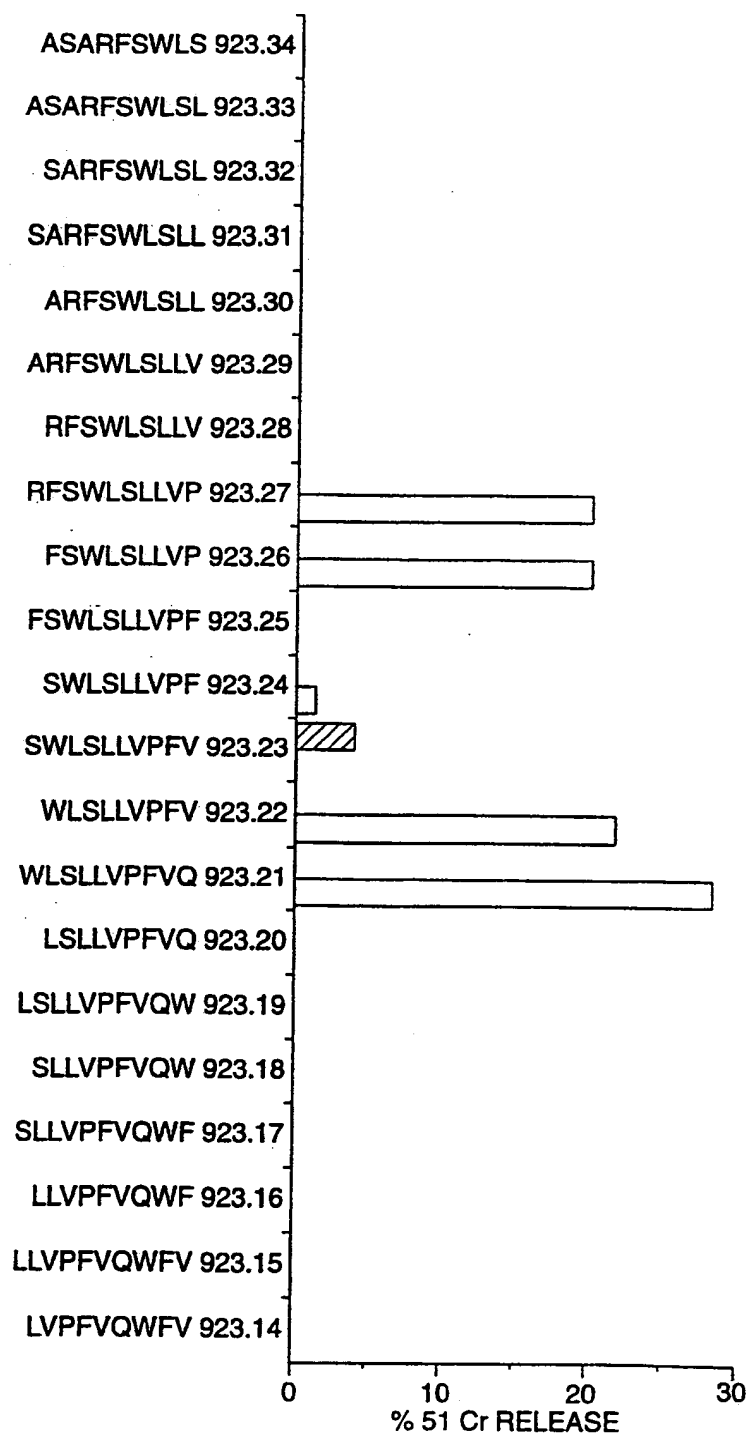 ASARFSWLS 923.34
ASARFSWLSL 923.33
SARFSWLSL 923.32
SARFSWLSLL 923.31
ARFSWLSLL 923.30
ARFSWLSLLV 923.29
RFSWLSLLV 923.28
RFSWLSLLVP 923.27
FSWLSLLVP 923.26
FSWLSLLVPF 923.25
SWLSLLVPF 923.24
SWLSLLVPFV 923.23
WLSLLVPFV 923.22
WLSLLVPFVQ 923.21
LSLLVPFVQ 923.20
LSLLVPFVQW 923.19
SLLVPFVQW 923.18
SLLVPFVQWF 923.17
LLVPFVQWF 923.16
LLVPFVQWFV 923.15
LVPFVQWFV 923.14
0 10 20 30
% 51 Cr RELEASE